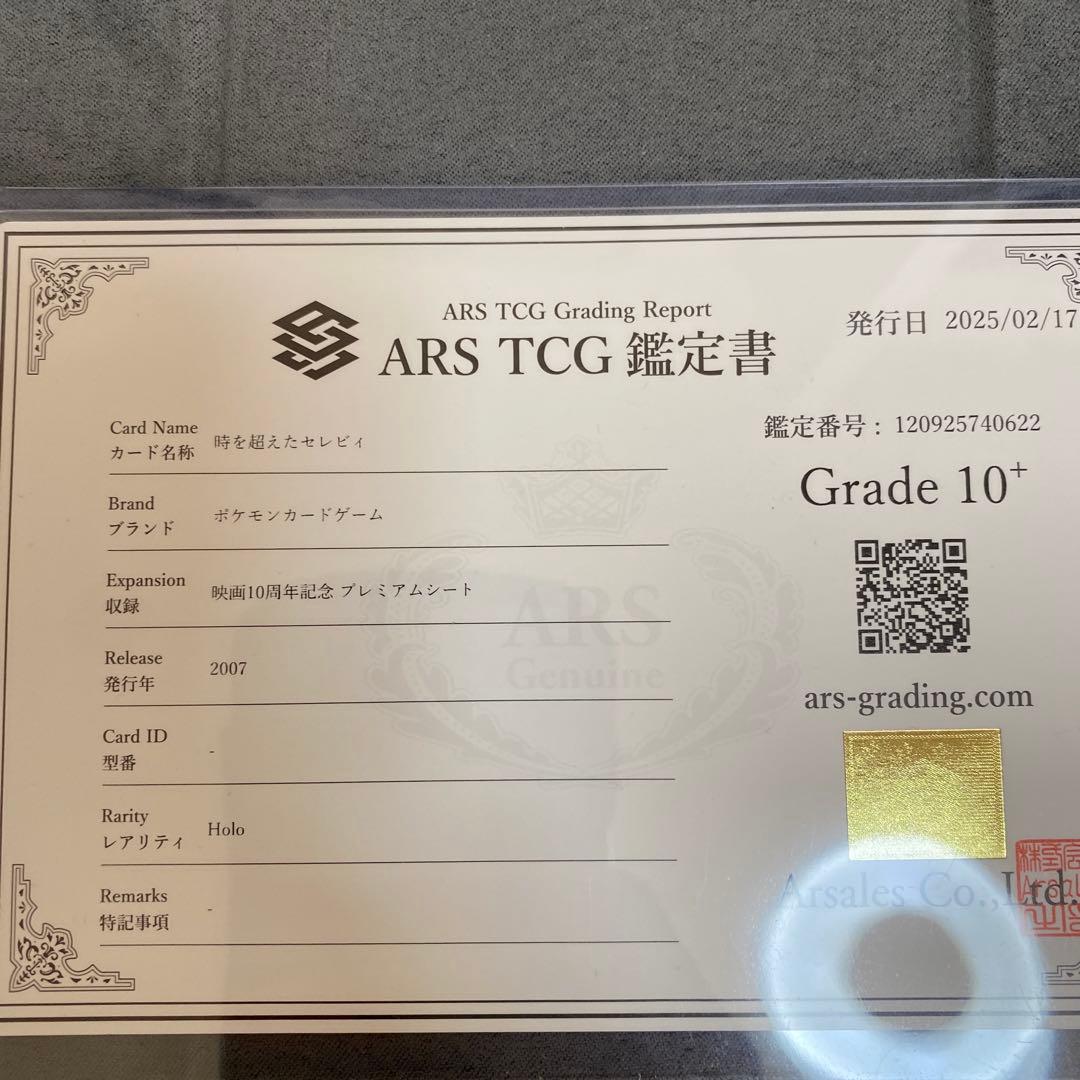 ARS TCG Grading Report
ARS TCG 鑑定書
発行日 2025/02/17
鑑定番号： 120925740622
Grade 10+
Card Name
カード名称
時を超えたセレビィ
Brand
ブランド
ポケモンカードゲーム
Expansion
収録
映画10周年記念 プレミアムシート
Release
発行年
2007
Card ID
型番
-
Rarity
レアリティ
Holo
Remarks
特記事項
-
ARS
Genuine
ars-grading.com
Arsales Co.,Ltd.